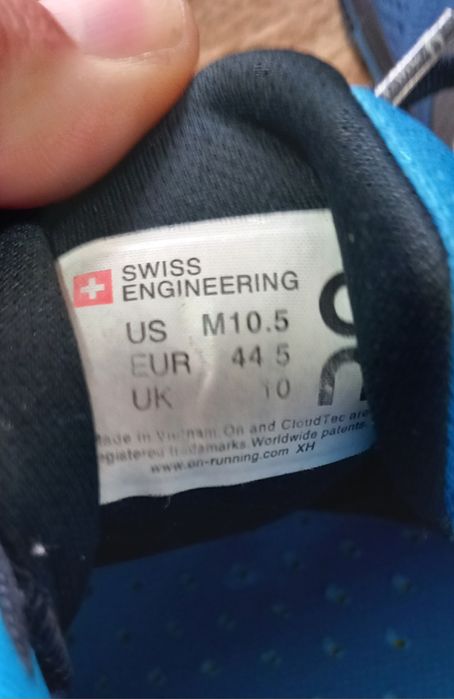 SWISS
ENGINEERING
US M10.5
EUR 44.5
UK 10
Made in Vietnam. On and CloudTec are
registered trademarks. Worldwide patents.
www.on-running.com XH
on